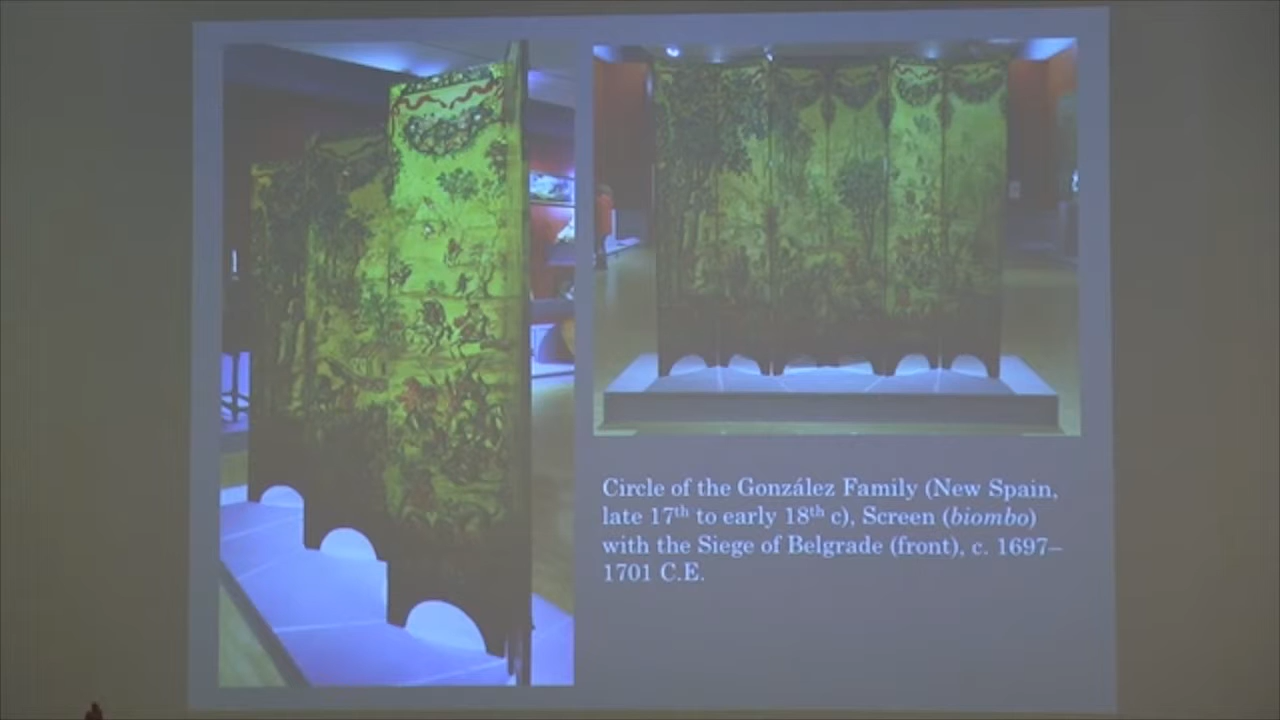 Circle of the González Family (New Spain,
late 17th to early 18th c), Screen (biombo)
with the Siege of Belgrade (front), c. 1697–
1701 C.E.